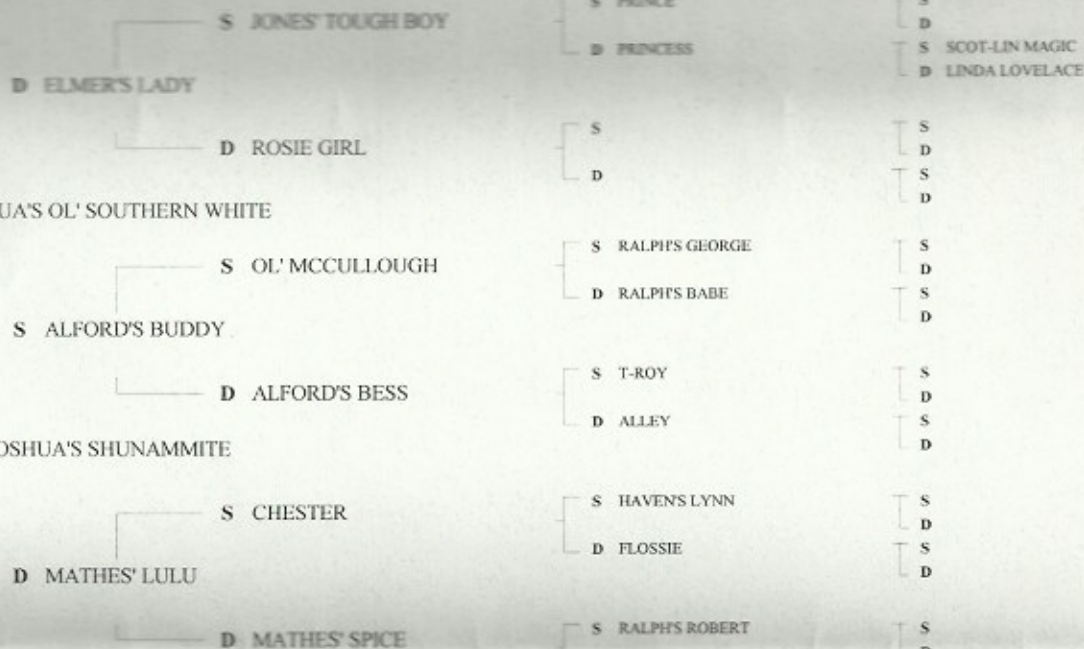 S PRINCE S
S JONES' TOUGH BOY D
D PRINCESS S SCOT-LIN MAGIC
D LINDA LOVELACE
D ELMER'S LADY
S S
D ROSIE GIRL D
D S
D
UA'S OL' SOUTHERN WHITE
S RALPH'S GEORGE S
S OL' MCCULLOUGH D
D RALPH'S BABE S
D
S ALFORD'S BUDDY
S T-ROY S
D ALFORD'S BESS D
D ALLEY S
D
OSHUA'S SHUNAMMITE
S HAVEN'S LYNN S
S CHESTER D
D FLOSSIE S
D
D MATHES' LULU
S RALPH'S ROBERT S
D MATHES' SPICE